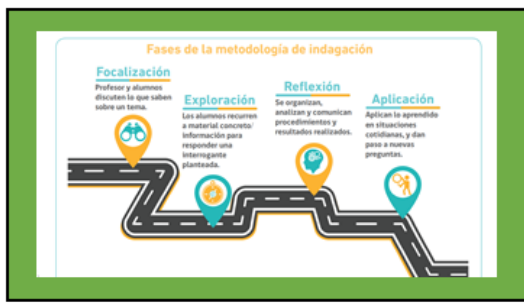 Fases de la metodología de indagación
Focalización
Profesor y alumnos
discuten lo que saben
sobre un tema.
Exploración
Los alumnos recurren
a material concreto/
información para
responder una
interrogante
planteada.
Reflexión
Se organizan,
analizan y comunican
procedimientos y
resultados realizados.
Aplicación
Aplican lo aprendido
en situaciones
cotidianas, y dan
paso a nuevas
preguntas.